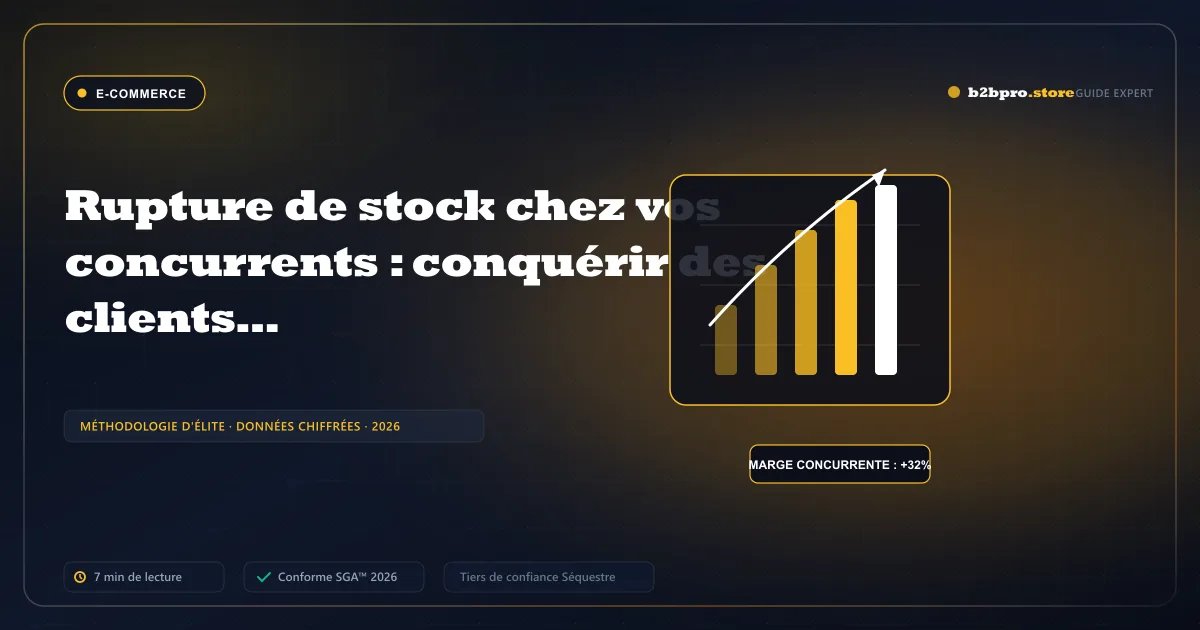 E-COMMERCE
b2bpro.store GUIDE EXPERT
Rupture de stock chez vos
concurrents : conquérir des
clients...
MÉTHODOLOGIE D'ÉLITE · DONNÉES CHIFFRÉES · 2026
MARGE CONCURRENTE : +32%
7 min de lecture
Conforme SGA™ 2026
Tiers de confiance Séquestre